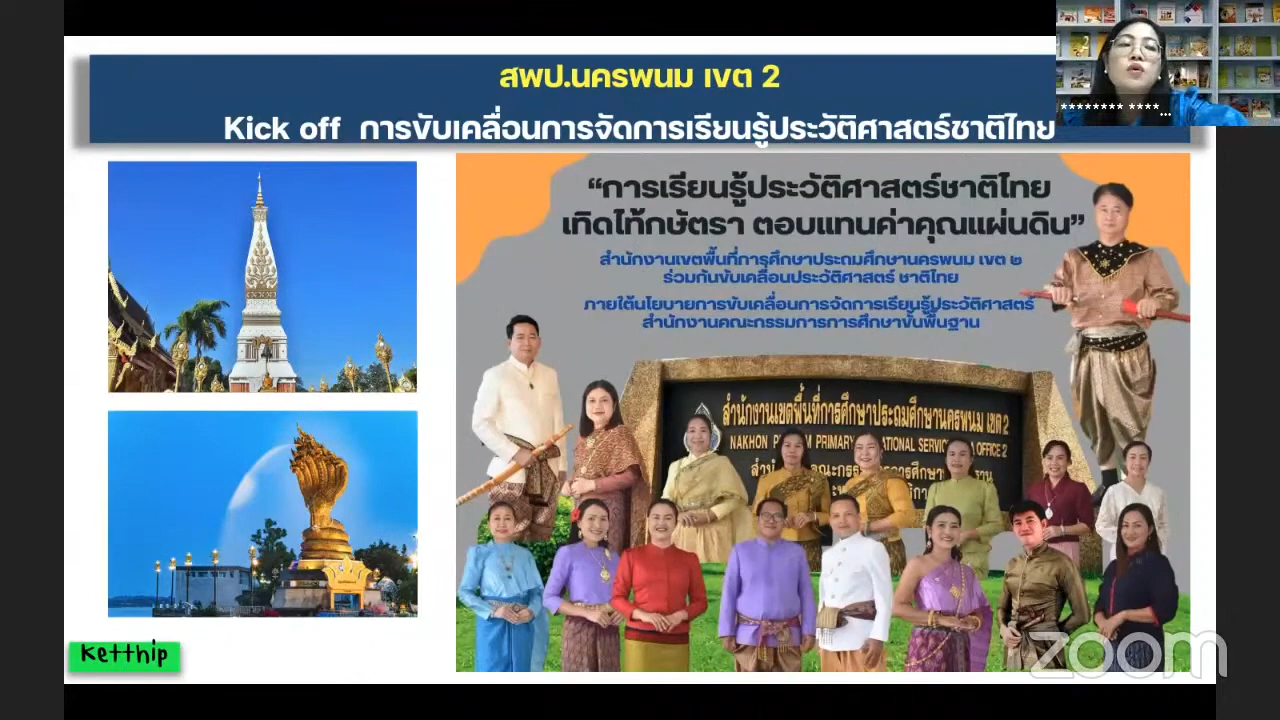 สพป.นครพนม เขต 2
Kick off การขับเคลื่อนการจัดการเรียนรู้ประวัติศาสตร์ชาติไทย
******** ****...
“การเรียนรู้ประวัติศาสตร์ชาติไทย
เทิดไท้กษัตรา ตอบแทนค่าคุณแผ่นดิน”
สำนักงานเขตพื้นที่การศึกษาประถมศึกษานครพนม เขต ๒
ร่วมกันขับเคลื่อนประวัติศาสตร์ ชาติไทย
ภายใต้นโยบายการขับเคลื่อนการจัดการเรียนรู้ประวัติศาสตร์
สำนักงานคณะกรรมการการศึกษาขั้นพื้นฐาน
สำนักงานเขตพื้นที่การศึกษาประถมศึกษานครพนม เขต 2
NAKHON PRIMARY SERVICE OFFICE 2
Ketthip
zoom